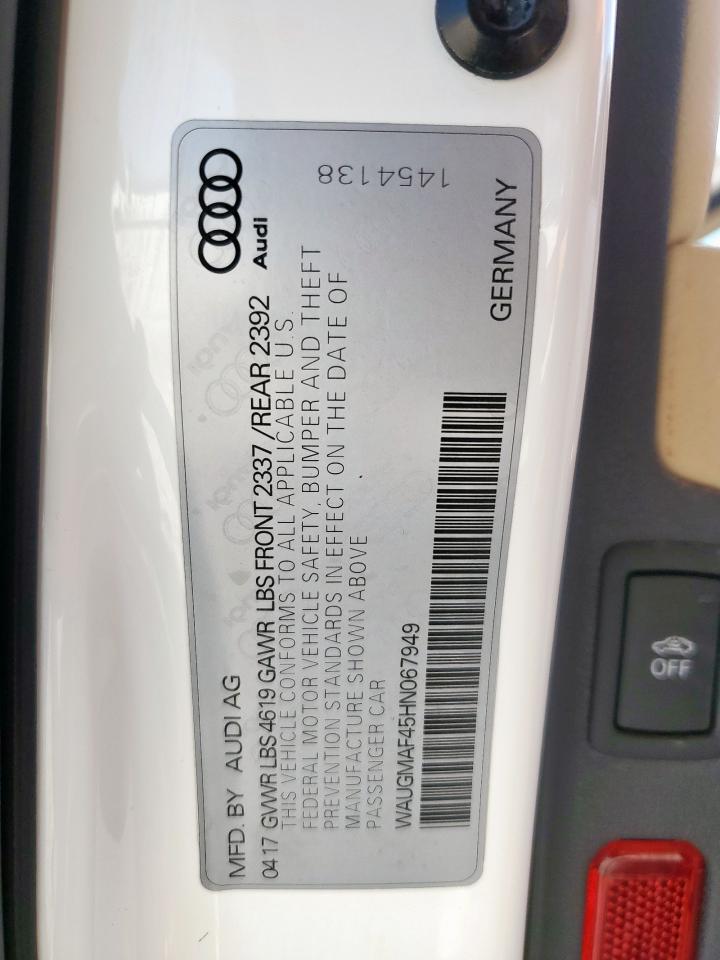 MFD. BY AUDI AG
04 17 GVWR LBS 4619 GAWR LBS FRONT 2337 /REAR 2392
THIS VEHICLE CONFORMS TO ALL APPLICABLE U.S.
FEDERAL MOTOR VEHICLE SAFETY, BUMPER AND THEFT
PREVENTION STANDARDS IN EFFECT ON THE DATE OF
MANUFACTURE SHOWN ABOVE
PASSENGER CAR
WAUGMAF45HN067949
Audi
1454138
GERMANY
OFF